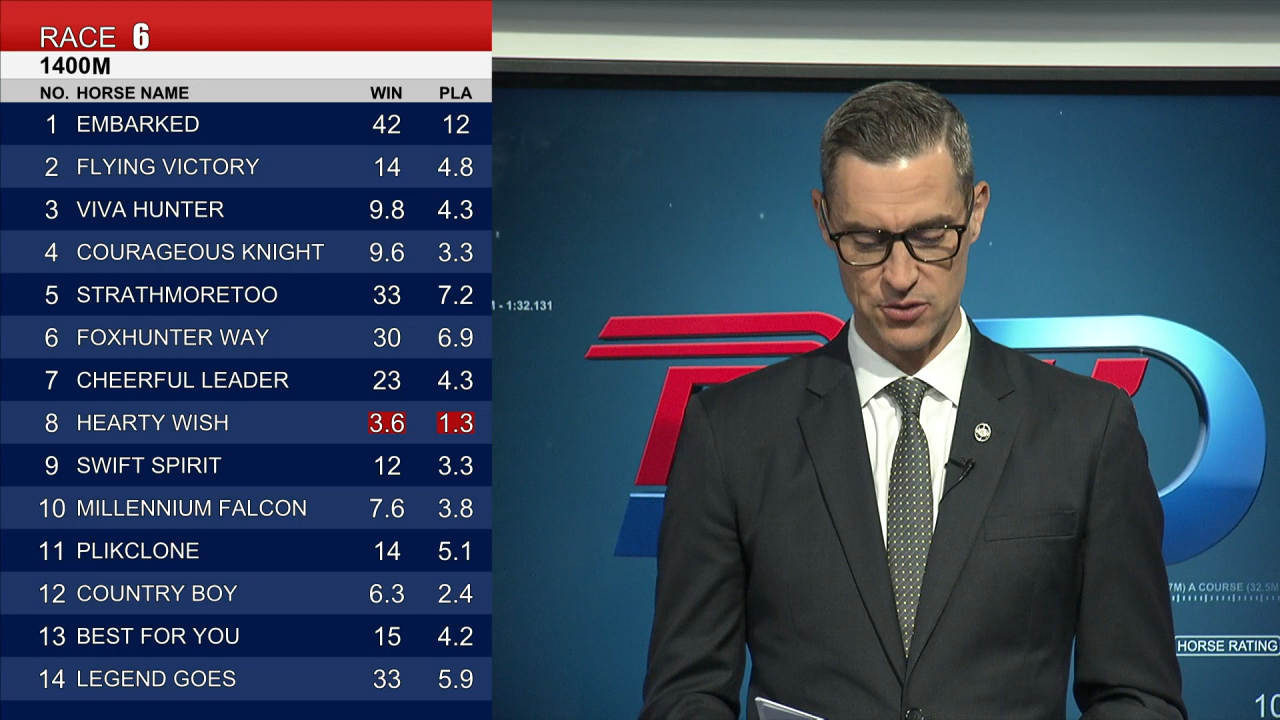 RACE 6
1400M
NO. HORSE NAME WIN PLA
1 EMBARKED 42 12
2 FLYING VICTORY 14 4.8
3 VIVA HUNTER 9.8 4.3
4 COURAGEOUS KNIGHT 9.6 3.3
5 STRATHMORETOO 33 7.2
6 FOXHUNTER WAY 30 6.9
7 CHEERFUL LEADER 23 4.3
8 HEARTY WISH 3.6 1.3
9 SWIFT SPIRIT 12 3.3
10 MILLENNIUM FALCON 7.6 3.8
11 PLIKCLONE 14 5.1
12 COUNTRY BOY 6.3 2.4
13 BEST FOR YOU 15 4.2
14 LEGEND GOES 33 5.9
- 1:32.131
A COURSE (32.5M
HORSE RATING
10